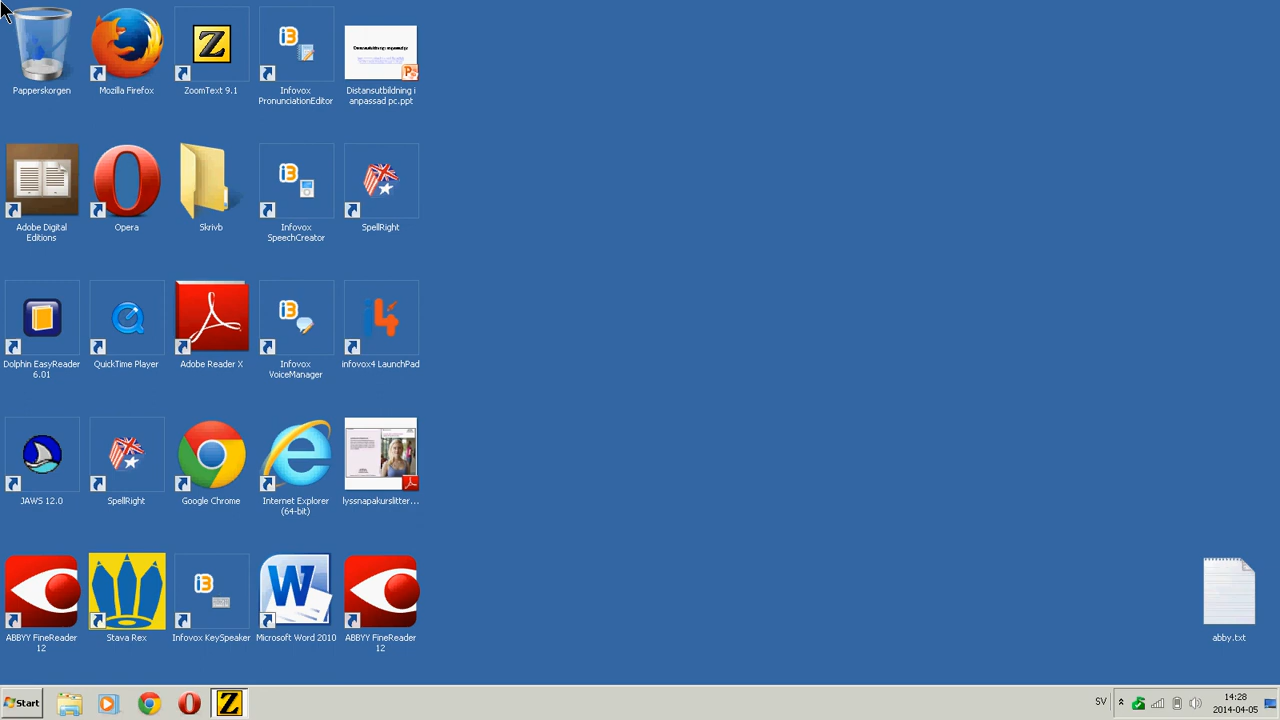 Papperskorgen
Mozilla Firefox
ZoomText 9.1
Infovox
PronunciationEditor
Distansutbildning i
anpassad pc.ppt
Adobe Digital
Editions
Opera
Skrivb
Infovox
SpeechCreator
SpellRight
Dolphin EasyReader
6.01
QuickTime Player
Adobe Reader X
Infovox
VoiceManager
infovox4 LaunchPad
JAWS 12.0
SpellRight
Google Chrome
Internet Explorer
(64-bit)
lyssnapakurslitter...
ABBYY FineReader
12
Stava Rex
Infovox KeySpeaker
Microsoft Word 2010
ABBYY FineReader
12
abby.txt
Start
SV
14:28
2014-04-05